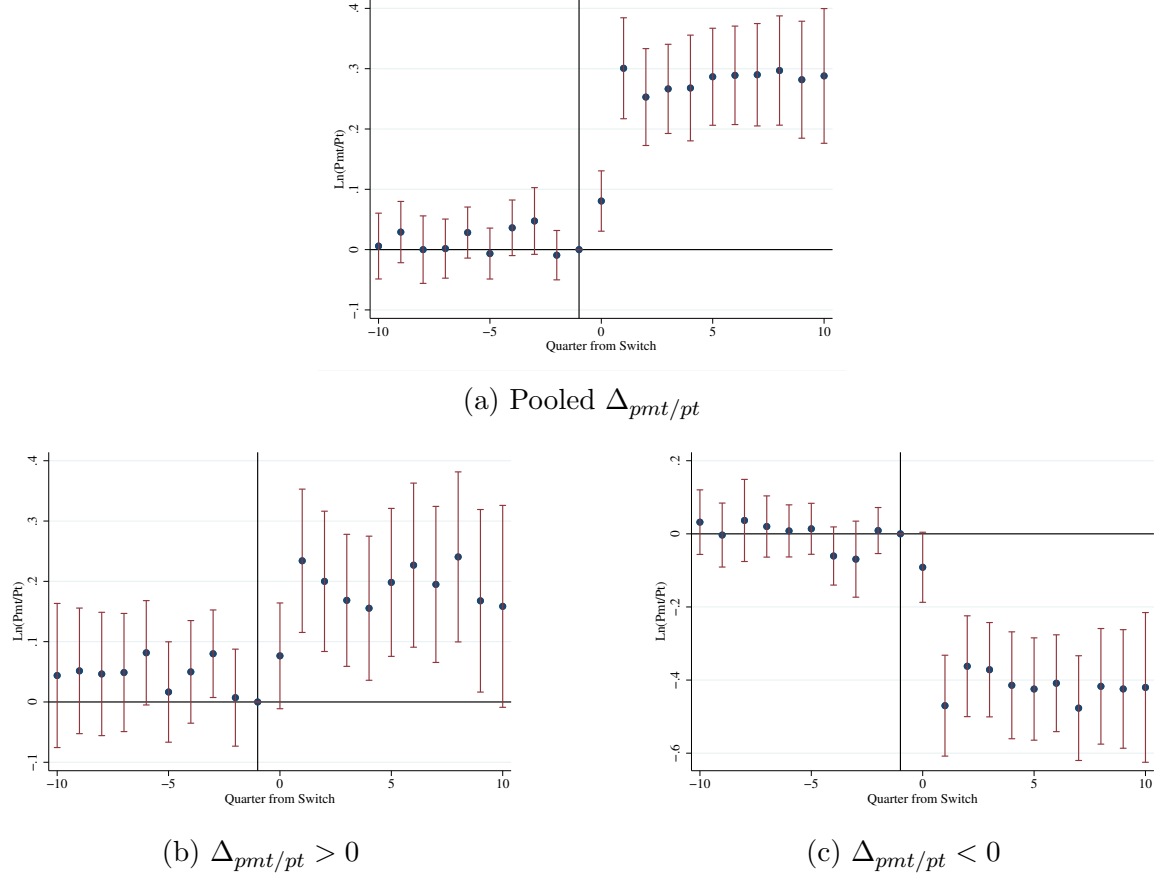 .4
.3
.2
.1
0
-.1
Ln(Pmt/Pt)
-10 -5 0 5 10
Quarter from Switch
(a) Pooled Δ_{pmt/pt}
.4
.3
.2
.1
0
-.1
Ln(Pmt/Pt)
-10 -5 0 5 10
Quarter from Switch
(b) Δ_{pmt/pt} > 0
.2
0
-.2
-.4
-.6
Ln(Pmt/Pt)
-10 -5 0 5 10
Quarter from Switch
(c) Δ_{pmt/pt} < 0